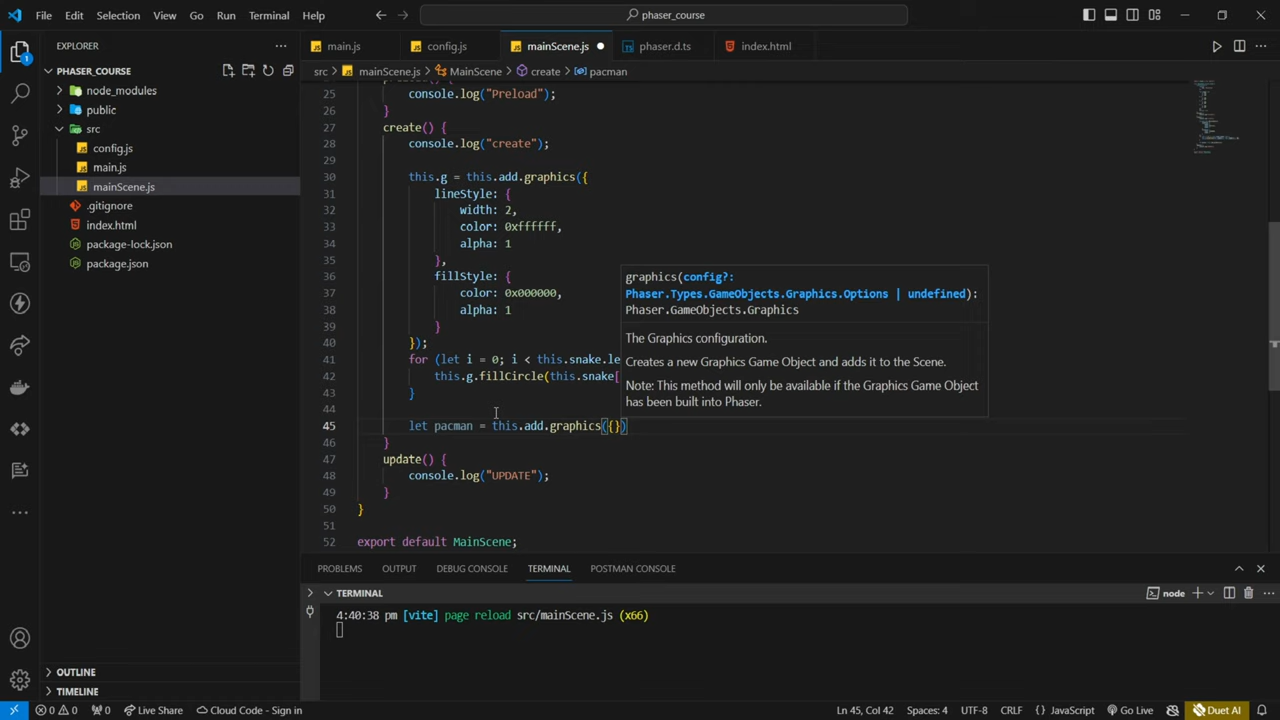 File Edit Selection View Go Run Terminal Help
phaser_course
EXPLORER
PHASER_COURSE
node_modules
public
src
config.js
main.js
mainScene.js
.gitignore
index.html
package-lock.json
package.json
OUTLINE
TIMELINE
1
main.js config.js mainScene.js phaser.d.ts index.html
src > mainScene.js > MainScene > create > pacman
25 console.log("Preload");
26 }
27 create() {
28 console.log("create");
29
30 this.g = this.add.graphics({
31 lineStyle: {
32 width: 2,
33 color: 0xffffff,
34 alpha: 1
35 },
36 fillStyle: {
37 color: 0x000000,
38 alpha: 1
39 }
40 });
41 for (let i = 0; i < this.snake.le
42 this.g.fillCircle(this.snake[
43 }
44
45 let pacman = this.add.graphics({})
46 }
47 update() {
48 console.log("UPDATE");
49 }
50 }
51
52 export default MainScene;
graphics(config?:
Phaser.Types.GameObjects.Graphics.Options | undefined):
Phaser.GameObjects.Graphics
The Graphics configuration.
Creates a new Graphics Game Object and adds it to the Scene.
Note: This method will only be available if the Graphics Game Object
has been built into Phaser.
PROBLEMS OUTPUT DEBUG CONSOLE TERMINAL POSTMAN CONSOLE
TERMINAL
node
4:40:38 pm [vite] page reload src/mainScene.js (x66)
0 0 0 Live Share Cloud Code - Sign in Ln 45, Col 42 Spaces: 4 UTF-8 CRLF {} JavaScript Go Live Duet AI